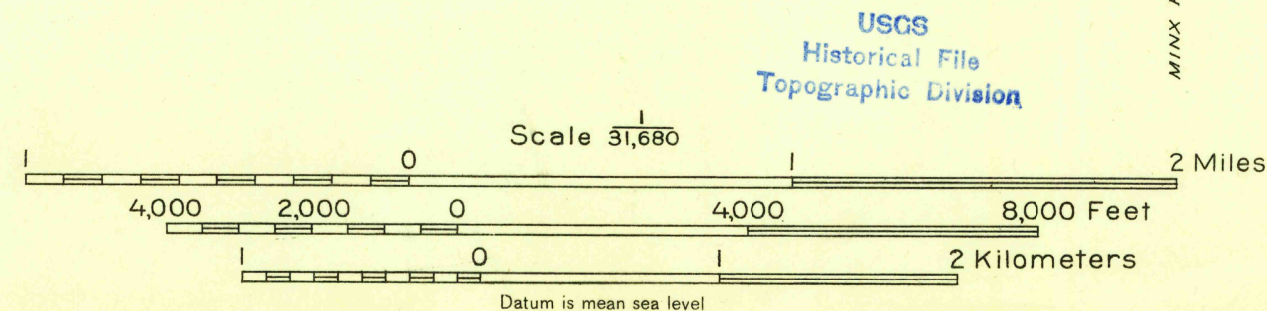 USGS
Historical File
Topographic Division
MINX
Scale 1/31,680
1 0 1 2 Miles
4,000 2,000 0 4,000 8,000 Feet
1 0 1 2 Kilometers
Datum is mean sea level